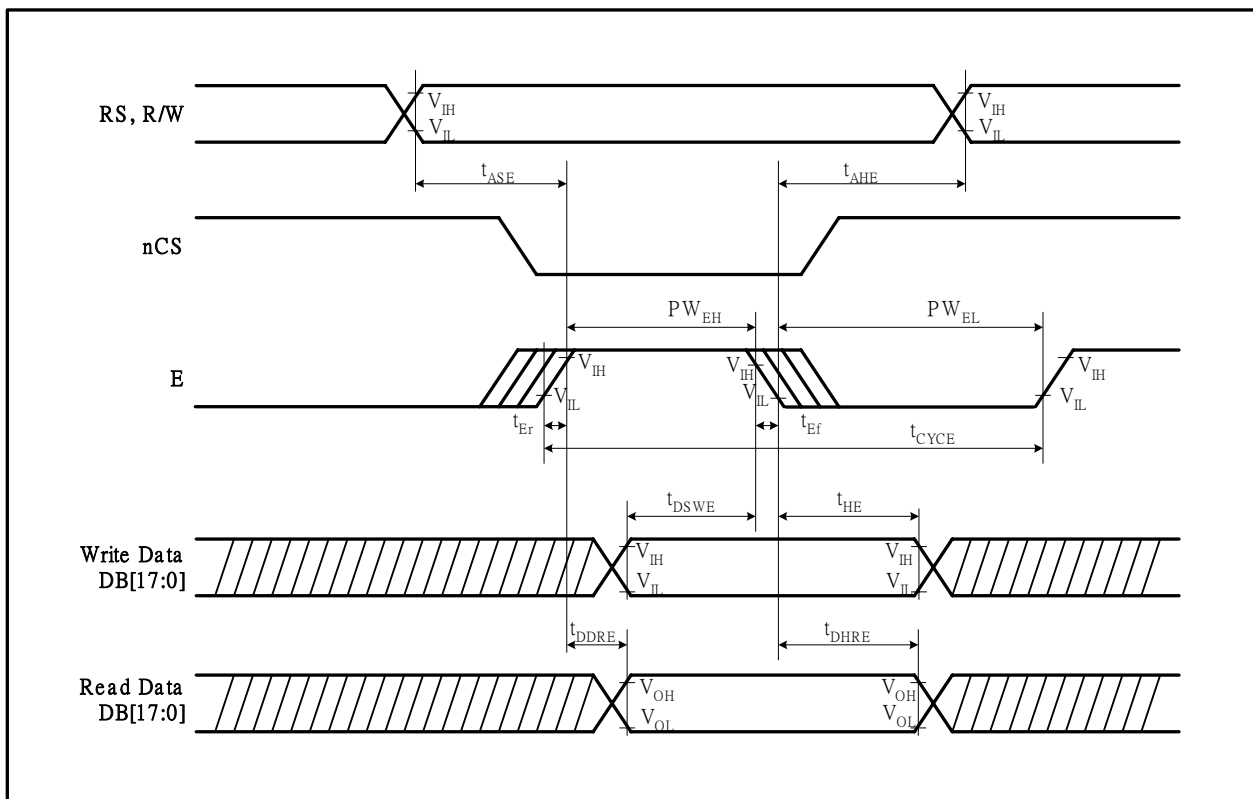 RS, R/W
VIH
VIL
VIH
VIL
tASE
tAHE
nCS
PWEH
PWEL
E
VIH
VIL
VIH
VIL
VIH
VIL
tEr
tEf
tCYCE
tDSWE
tHE
Write Data
DB[17:0]
VIH
VIL
VIH
VIL
tDDRE
tDHRE
Read Data
DB[17:0]
VOH
VOL
VOH
VOL